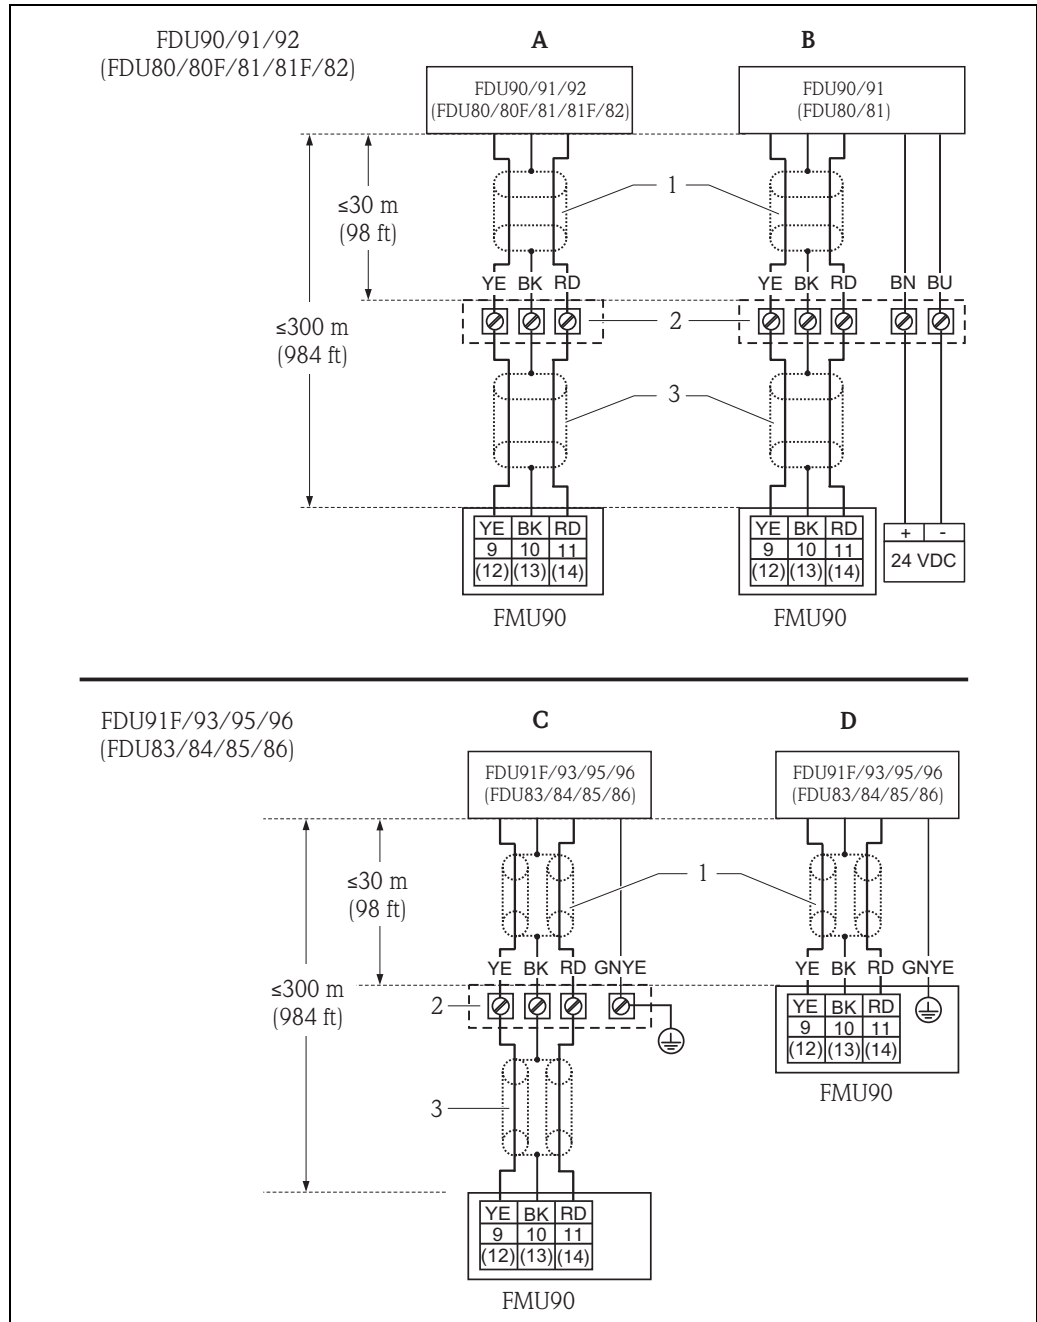 FDU90/91/92
(FDU80/80F/81/81F/82)
A
B
FDU90/91/92
(FDU80/80F/81/81F/82)
FDU90/91
(FDU80/81)
≤30 m
(98 ft)
1
YE BK RD
YE BK RD
BN BU
≤300 m
(984 ft)
2
3
YE BK RD
9 10 11
(12) (13) (14)
FMU90
YE BK RD
9 10 11
(12) (13) (14)
FMU90
+ -
24 VDC
FDU91F/93/95/96
(FDU83/84/85/86)
C
D
FDU91F/93/95/96
(FDU83/84/85/86)
FDU91F/93/95/96
(FDU83/84/85/86)
≤30 m
(98 ft)
1
YE BK RD GNYE
YE BK RD GNYE
≤300 m
(984 ft)
2
YE BK RD
9 10 11
(12) (13) (14)
FMU90
3
YE BK RD
9 10 11
(12) (13) (14)
FMU90